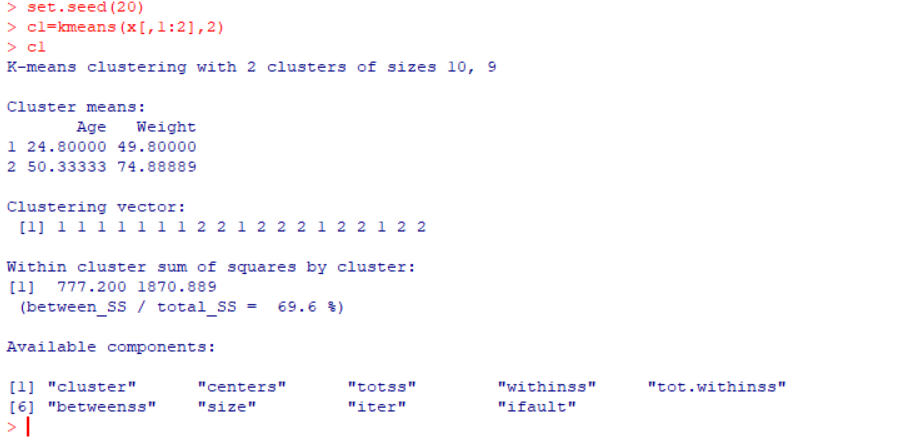 > set.seed(20)
> cl=kmeans(x[,1:2],2)
> cl
K-means clustering with 2 clusters of sizes 10, 9
Cluster means:
Age Weight
1 24.80000 49.80000
2 50.33333 74.88889
Clustering vector:
[1] 1 1 1 1 1 1 1 2 2 1 2 2 2 1 2 2 1 2 2
Within cluster sum of squares by cluster:
[1] 777.200 1870.889
(between_SS / total_SS = 69.6 %)
Available components:
[1] "cluster" "centers" "totss" "withinss" "tot.withinss"
[6] "betweenss" "size" "iter" "ifault"
>